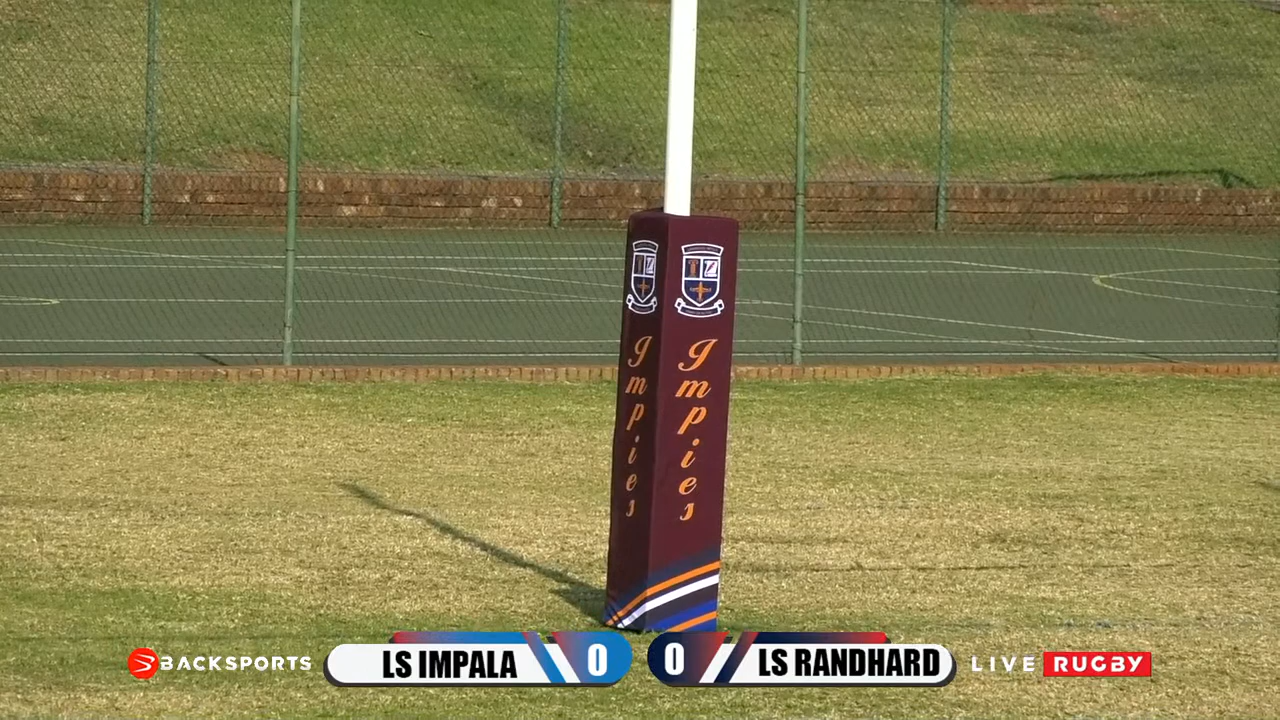 Impies
Impies
BACKSPORTS
LS IMPALA
0
0
LS RANDHARD
LIVE RUGBY